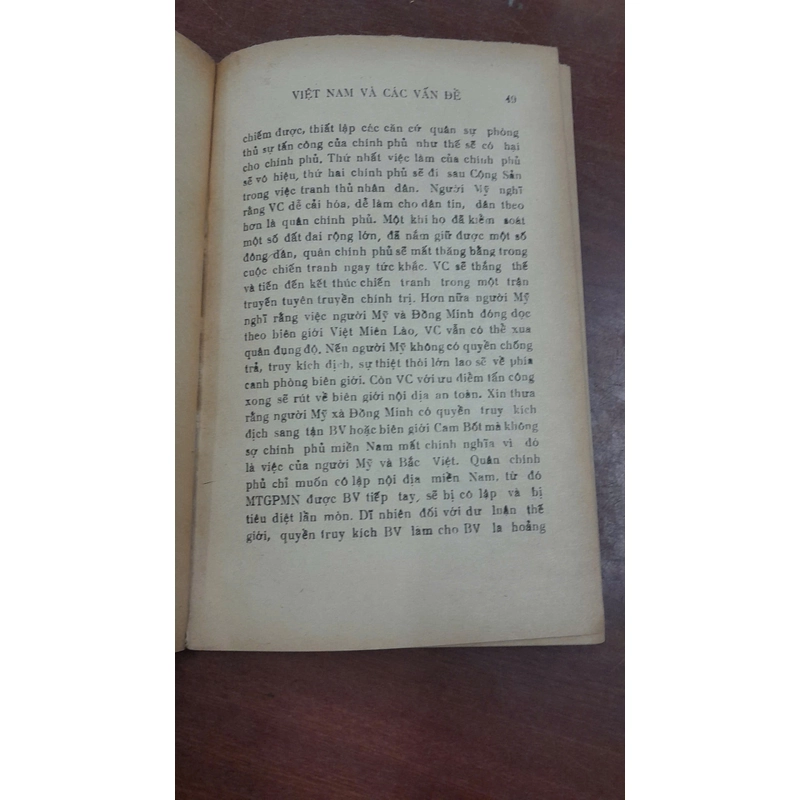 VIỆT NAM VÀ CÁC VẤN ĐỀ 49
chiếm được, thiết lập các căn cứ quân sự phòng
thủ sự tấn công của chính phủ như thế sẽ có hại
cho chính phủ. Thứ nhất việc làm của chính phủ
sẽ vô hiệu, thứ hai chính phủ sẽ đi sau Cộng Sản
trong việc tranh thủ nhân dân. Người Mỹ nghĩ
rằng VC dễ cải hóa, dễ làm cho dân tin, dân theo
hơn là quân chính phủ. Một khi họ đã kiểm soát
một số đất đai rộng lớn, đã nắm giữ được một số
đông dân, quân chính phủ sẽ mất thăng bằng trong
cuộc chiến tranh ngay tức khắc. VC sẽ thắng thế
và tiến đến kết thúc chiến tranh trong một trận
truyến tuyên truyền chính trị. Hơn nữa người Mỹ
nghĩ rằng việc người Mỹ và Đồng Minh đóng dọc
theo biên giới Việt Miên Lào, VC vẫn có thể xua
quân đụng độ. Nến người Mỹ không có quyền chống
trả, truy kích địch, sự thiệt thòi lớn lao sẽ về phía
canh phòng biên giới. Còn VC với ưu điểm tấn công
xong sẽ rút về biên giới nội địa an toàn. Xin thưa
rằng người Mỹ xà Đồng Minh có quyền truy kích
địch sang tận BV hoặc biên giới Cam Bốt mà không
sợ chính phủ miền Nam mất chính nghĩa vì đó
là việc của người Mỹ và Bắc Việt. Quân chính
phủ chỉ muốn cô lập nội địa miền Nam, từ đó
MTGPMN được BV tiếp tay, sẽ bị cô lập và bị
tiêu diệt lần mòn. Dĩ nhiên đối với dư luân thế
giới, quyền truy kích BV làm cho BV la hoảng